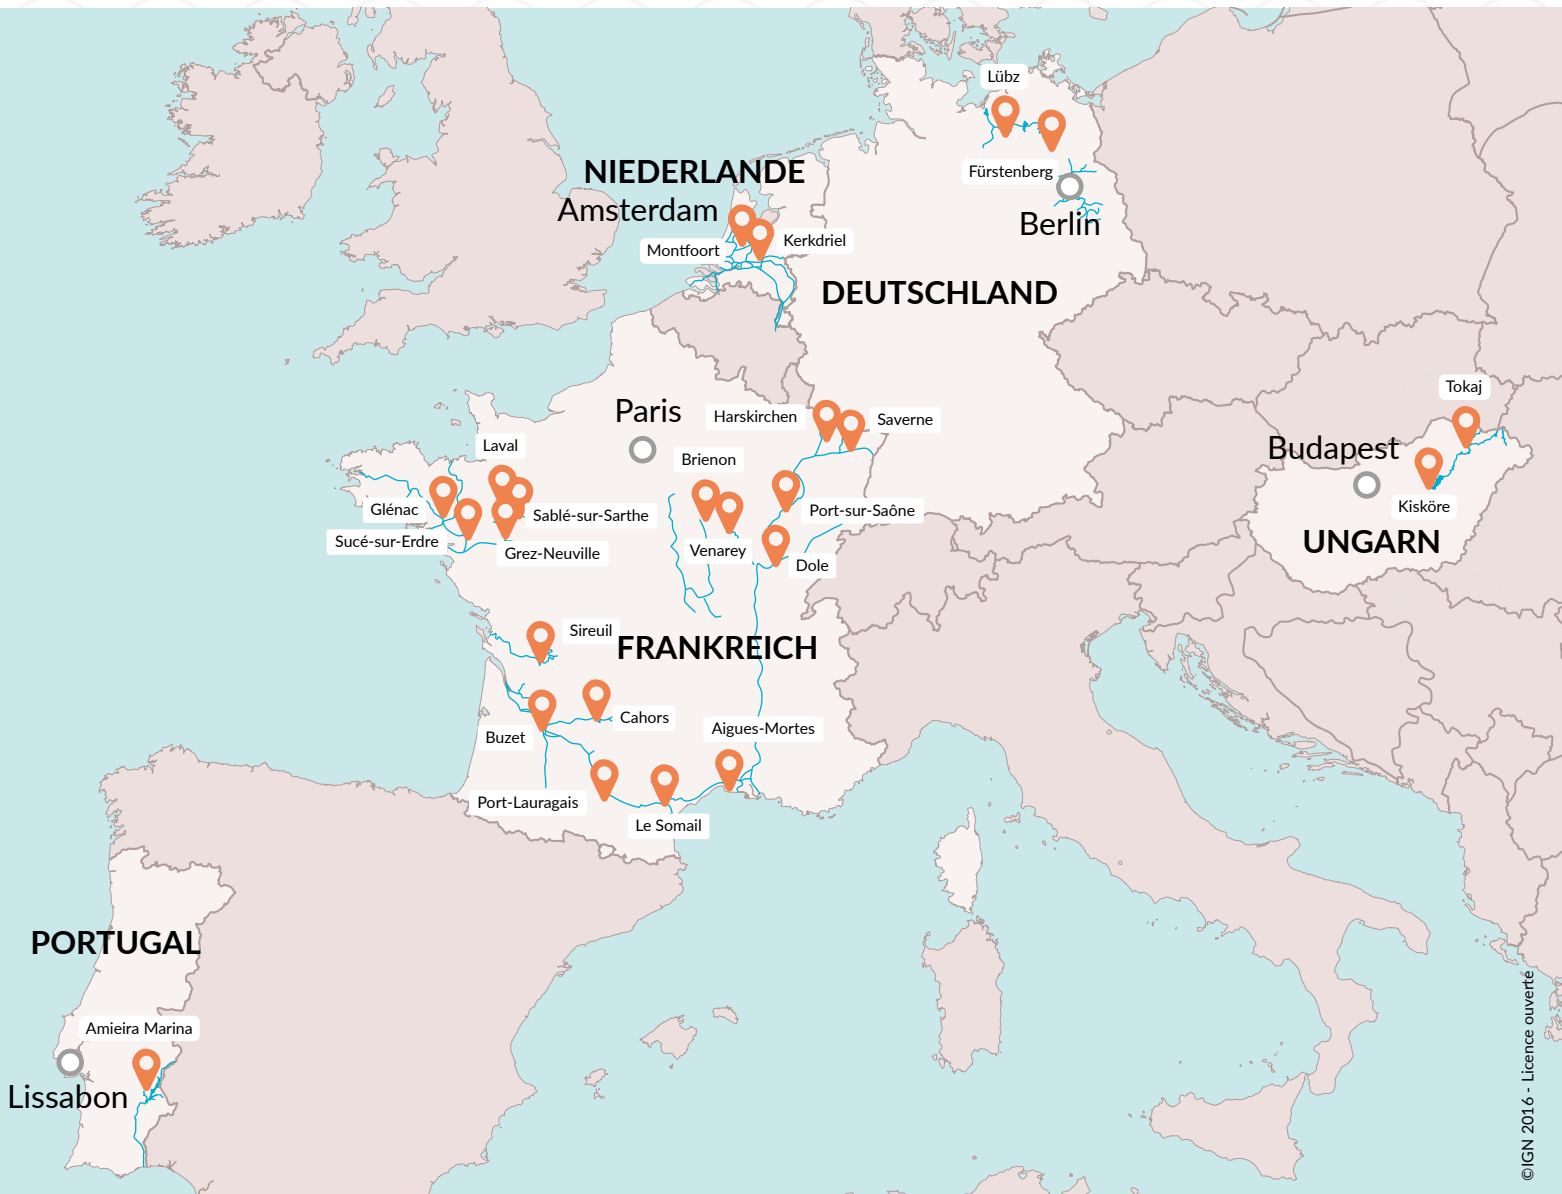 Lübz
NIEDERLANDE
Fürstenberg
Amsterdam
Berlin
Montfoort
Kerkdriel
DEUTSCHLAND
Tokaj
Paris
Harskirchen
Saverne
Laval
Budapest
Brienon
Glénac
Sablé-sur-Sarthe
Port-sur-Saône
Kisköre
Sucé-sur-Erdre
Grez-Neuville
Venarey
UNGARN
Dole
Sireuil
FRANKREICH
Cahors
Aigues-Mortes
Buzet
Port-Lauragais
Le Somail
PORTUGAL
Amieira Marina
Lissabon
©IGN 2016 - Licence ouverte